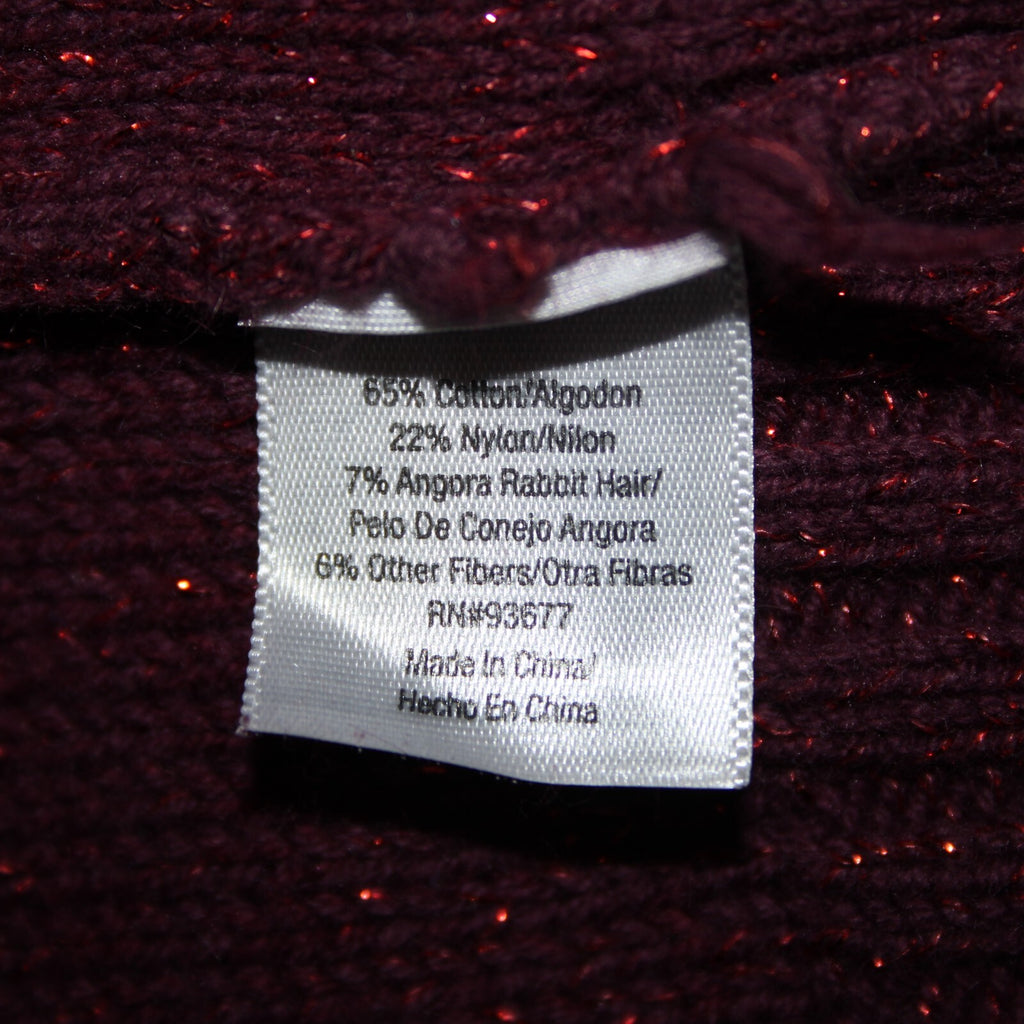 65% Cotton/Algodon
22% Nylon/Nilon
7% Angora Rabbit Hair/
Pelo De Conejo Angora
6% Other Fibers/Otra Fibras
RN#93677
Made In China/
Hecho En China